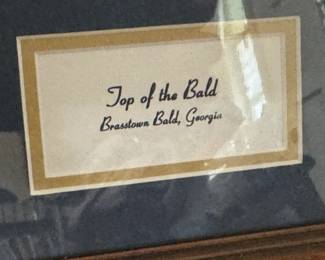 Top of the Bald
Brasstown Bald, Georgia